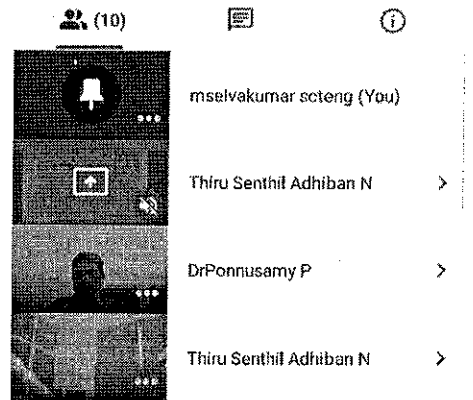 (10)
mselvakumar scteng (You)
Thiru Senthil Adhiban N
DrPonnusamy P
Thiru Senthil Adhiban N